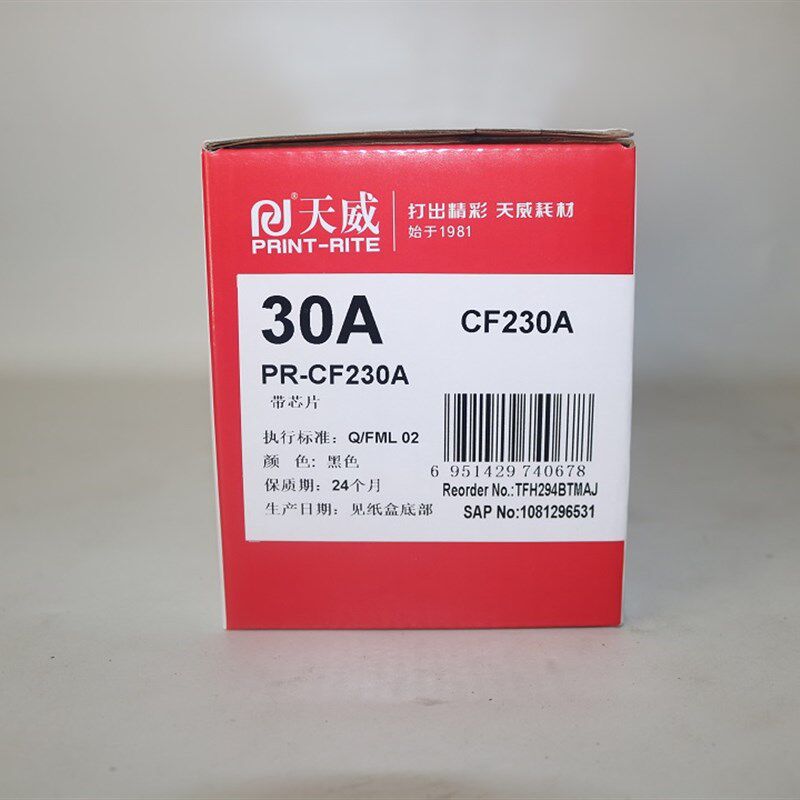 天威
PRINT-RITE
打出精彩 天威耗材
始于1981
30A
CF230A
PR-CF230A
带芯片
执行标准: Q/FML 02
颜 色: 黑色
保质期: 24个月
生产日期: 见纸盒底部
6 951429 740678
Reorder No.:TFH294BTMAJ
SAP No:1081296531